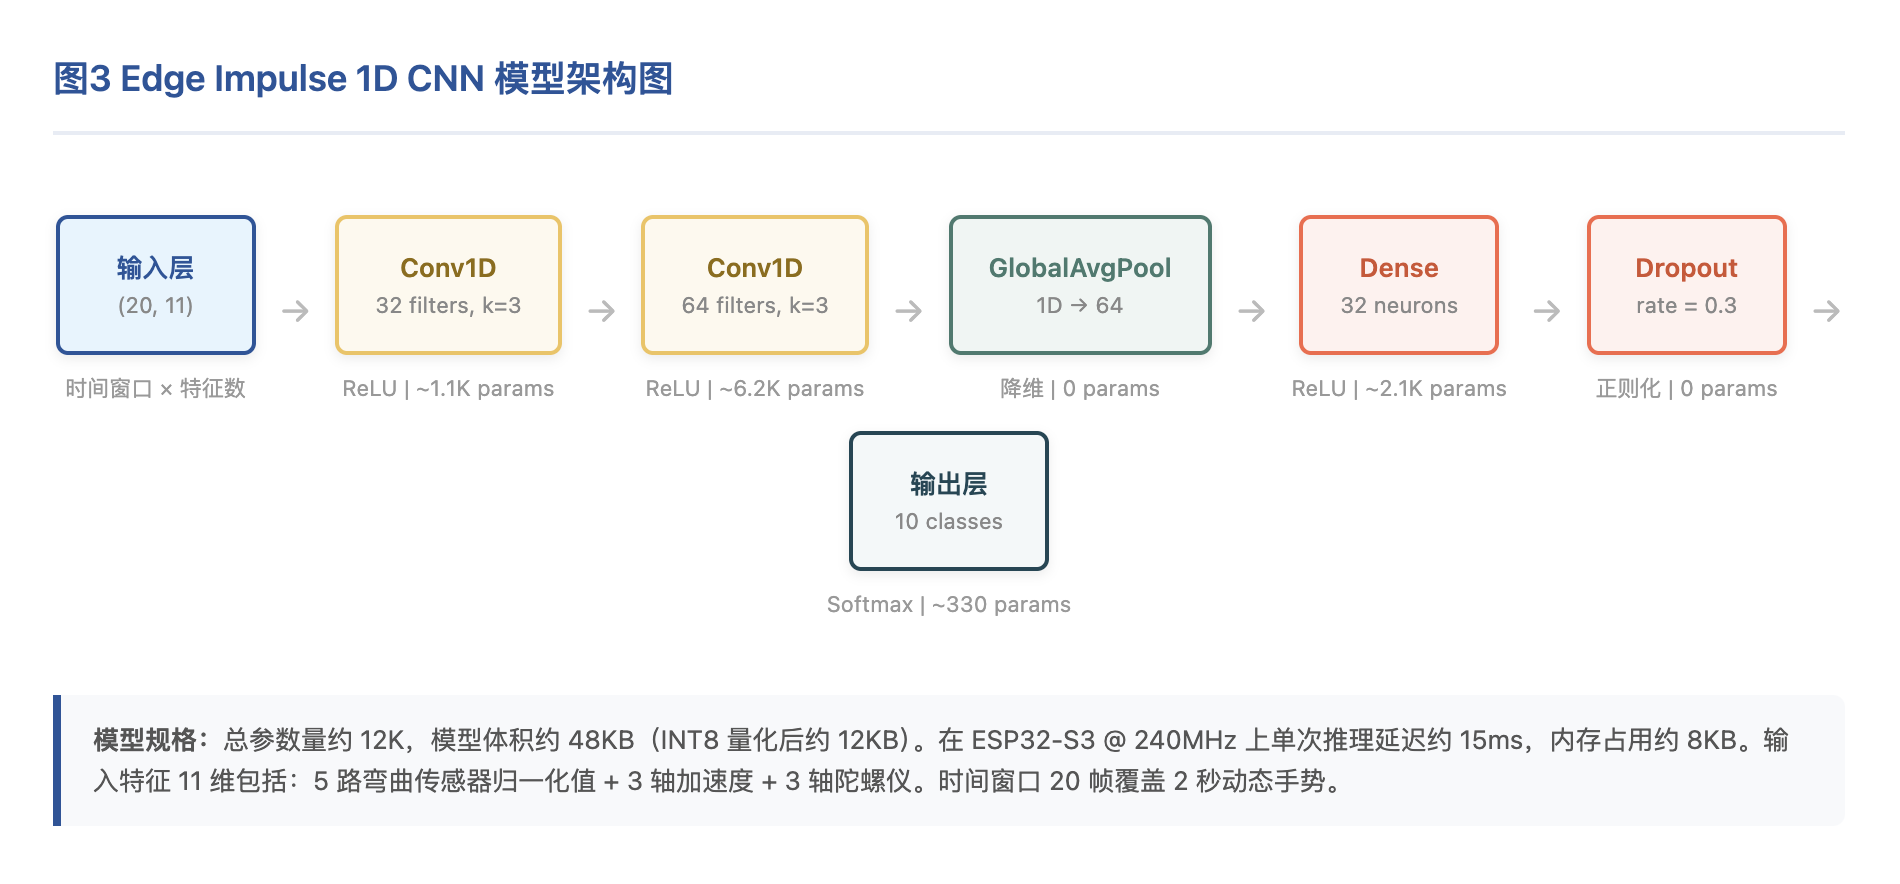 图3 Edge Impulse 1D CNN 模型架构图
输入层
(20, 11)
时间窗口 × 特征数
→
Conv1D
32 filters, k=3
ReLU | ~1.1K params
→
Conv1D
64 filters, k=3
ReLU | ~6.2K params
→
GlobalAvgPool
1D → 64
降维 | 0 params
→
Dense
32 neurons
ReLU | ~2.1K params
→
Dropout
rate = 0.3
正则化 | 0 params
→
输出层
10 classes
Softmax | ~330 params
模型规格：总参数量约 12K，模型体积约 48KB（INT8 量化后约 12KB）。在 ESP32-S3 @ 240MHz 上单次推理延迟约 15ms，内存占用约 8KB。输
入特征 11 维包括：5 路弯曲传感器归一化值 + 3 轴加速度 + 3 轴陀螺仪。时间窗口 20 帧覆盖 2 秒动态手势。